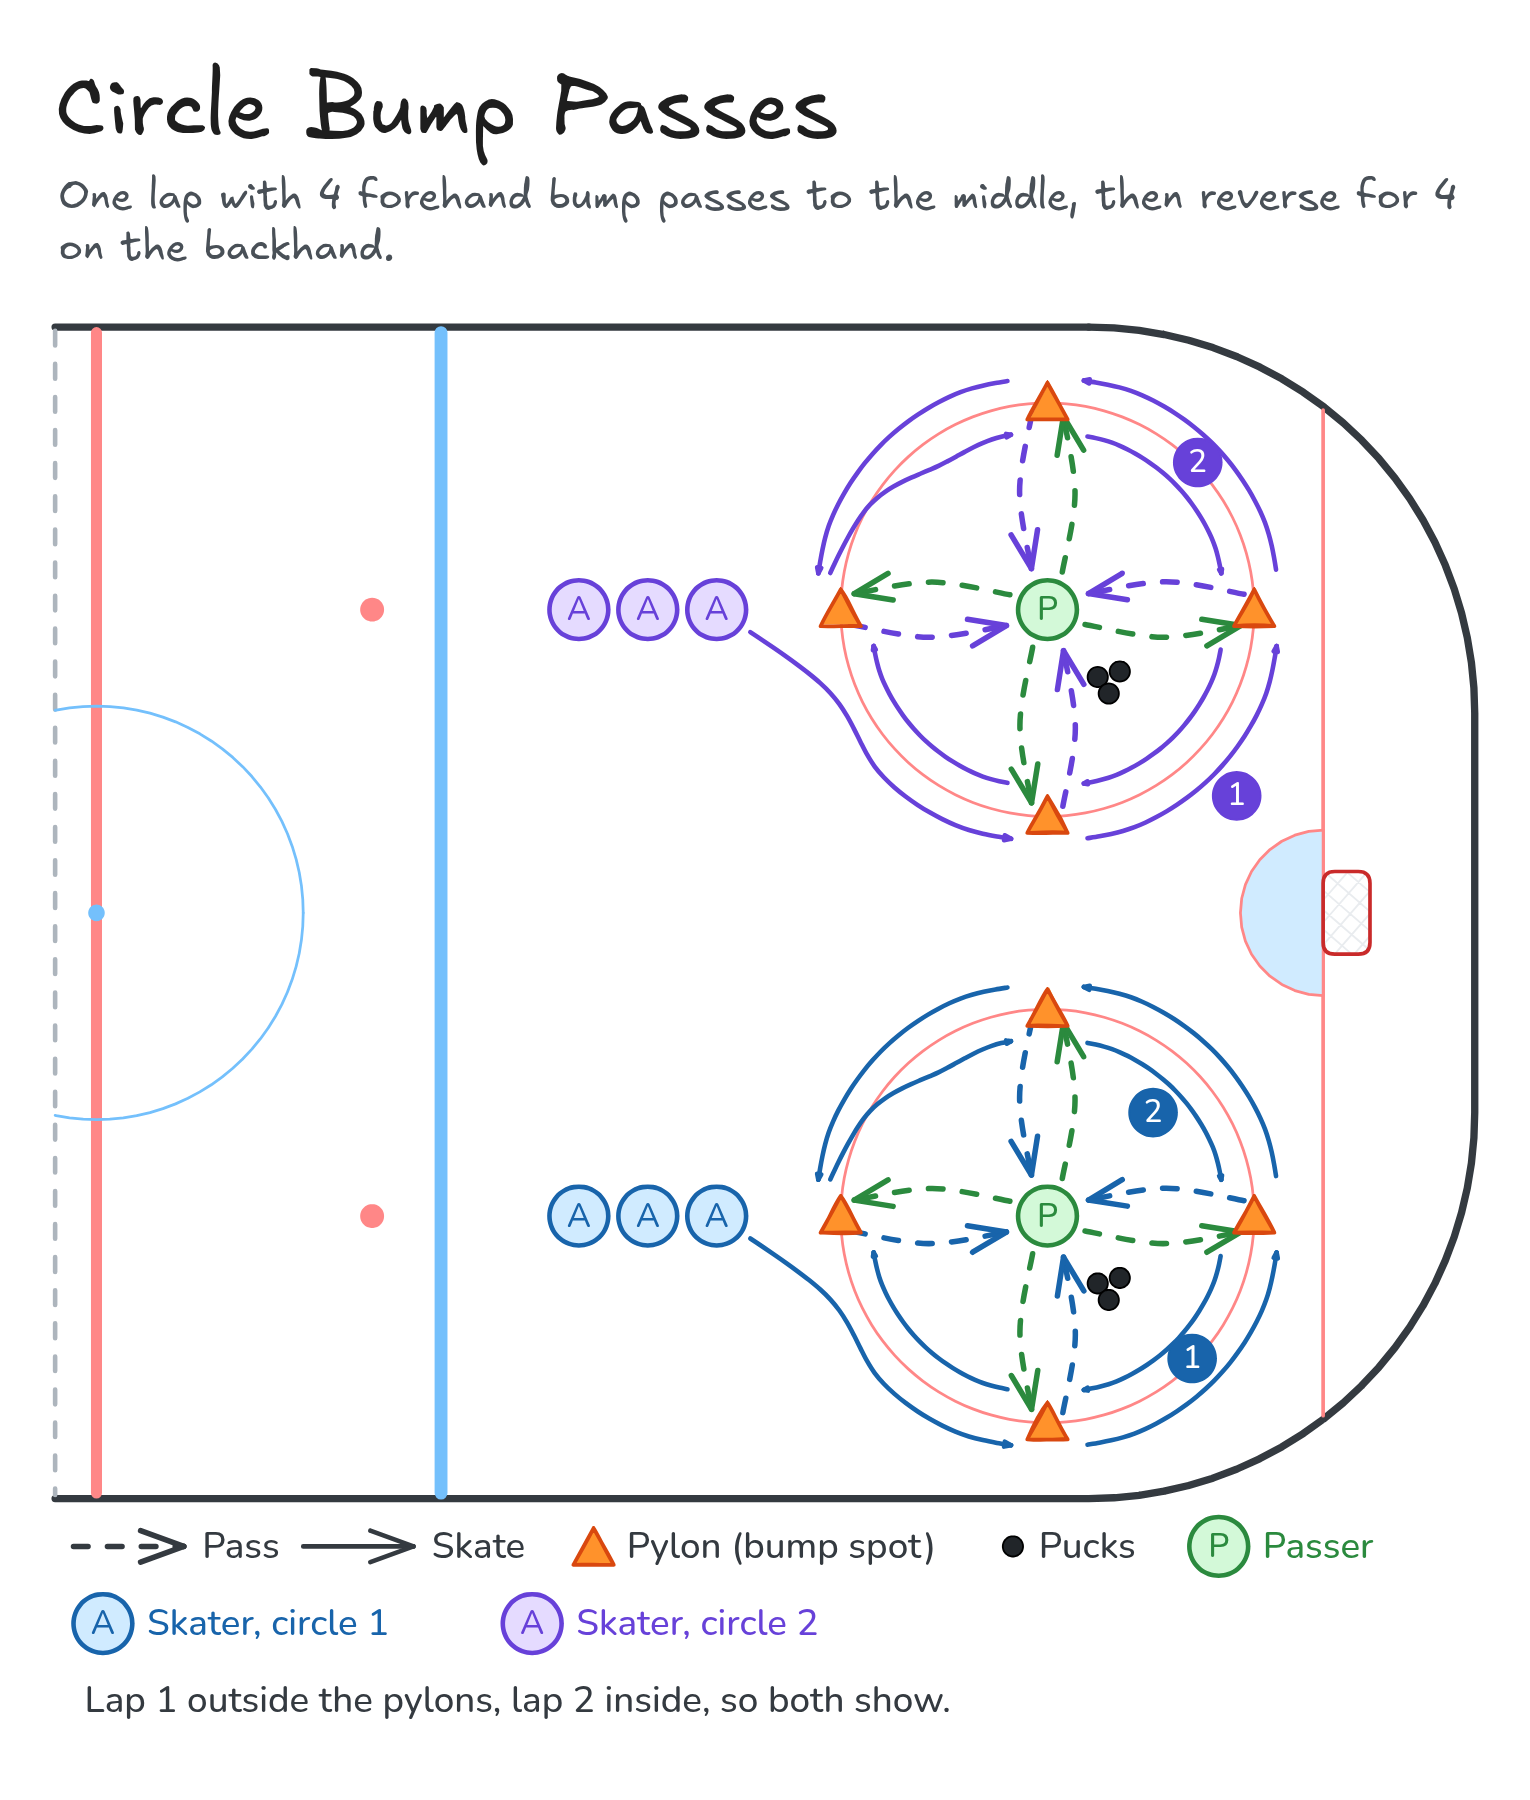 Circle Bump Passes
One lap with 4 forehand bump passes to the middle, then reverse for 4
on the backhand.
2
A A A P
1
2
A A A P
1
Pass Skate Pylon (bump spot) Pucks P Passer
A Skater, circle 1 A Skater, circle 2
Lap 1 outside the pylons, lap 2 inside, so both show.